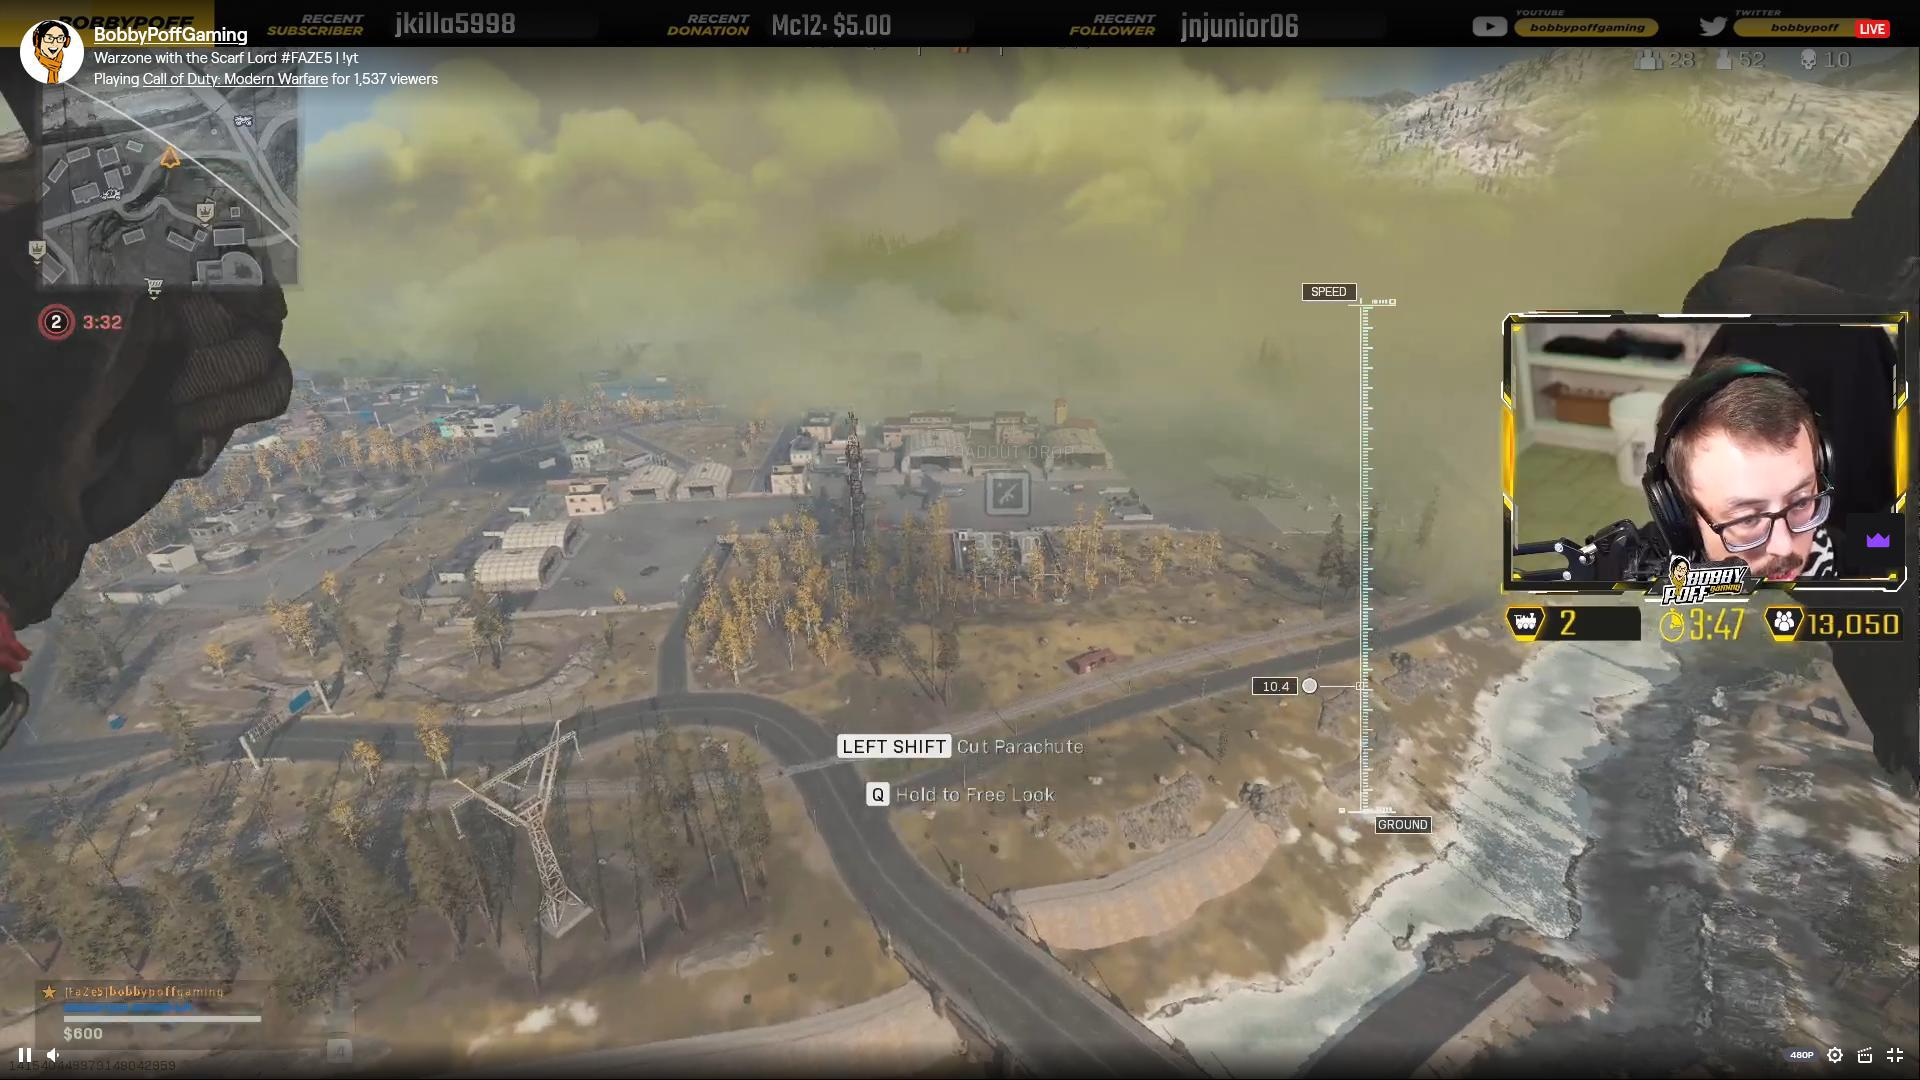 BOBBYPOFF
RECENT SUBSCRIBER
jkilla5998
RECENT DONATION
Mc12: $5.00
RECENT FOLLOWER
jnjunior06
YOUTUBE
bobbypoffgaming
TWITTER
bobbypoff
LIVE
BobbyPoffGaming
Warzone with the Scarf Lord #FAZE5 | !yt
Playing Call of Duty: Modern Warfare for 1,537 viewers
28 52 10
2 3:32
SPEED
LOADOUT DROP
BOBBY
POFF
GAMING
2 3:47 13,050
10.4
LEFT SHIFT Cut Parachute
Q Hold to Free Look
GROUND
[FaZe5]bobbypoffgaming
$600
4
480P